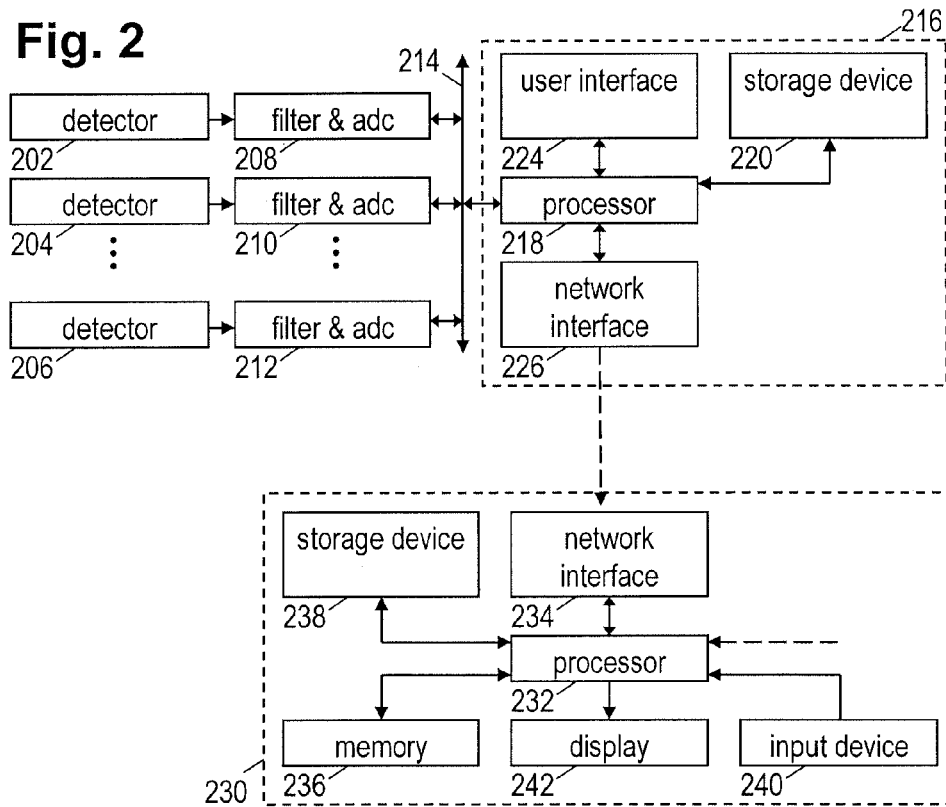 Fig. 2
216
214
user interface
storage device
detector
filter & adc
202
208
224
220
detector
filter & adc
processor
204
210
218
network
interface
detector
filter & adc
206
212
226
storage device
network
interface
238
234
processor
232
memory
display
input device
230
236
242
240